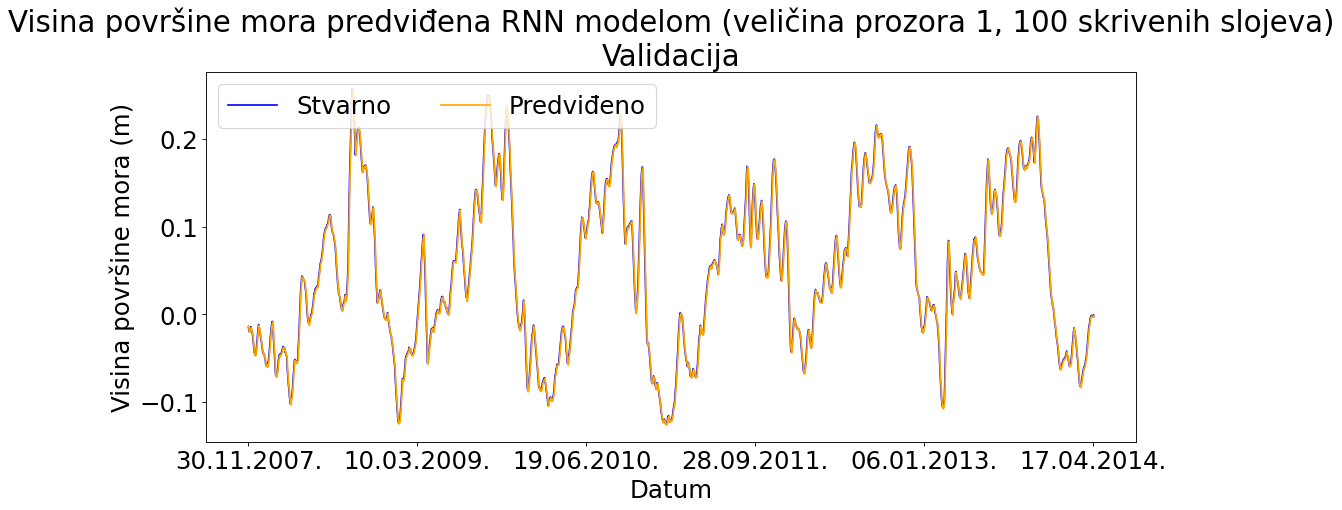 Visina površine mora predviđena RNN modelom (veličina prozora 1, 100 skrivenih slojeva)
Validacija
Stvarno Predviđeno
Visina površine mora (m)
0.2
0.1
0.0
−0.1
30.11.2007. 10.03.2009. 19.06.2010. 28.09.2011. 06.01.2013. 17.04.2014.
Datum